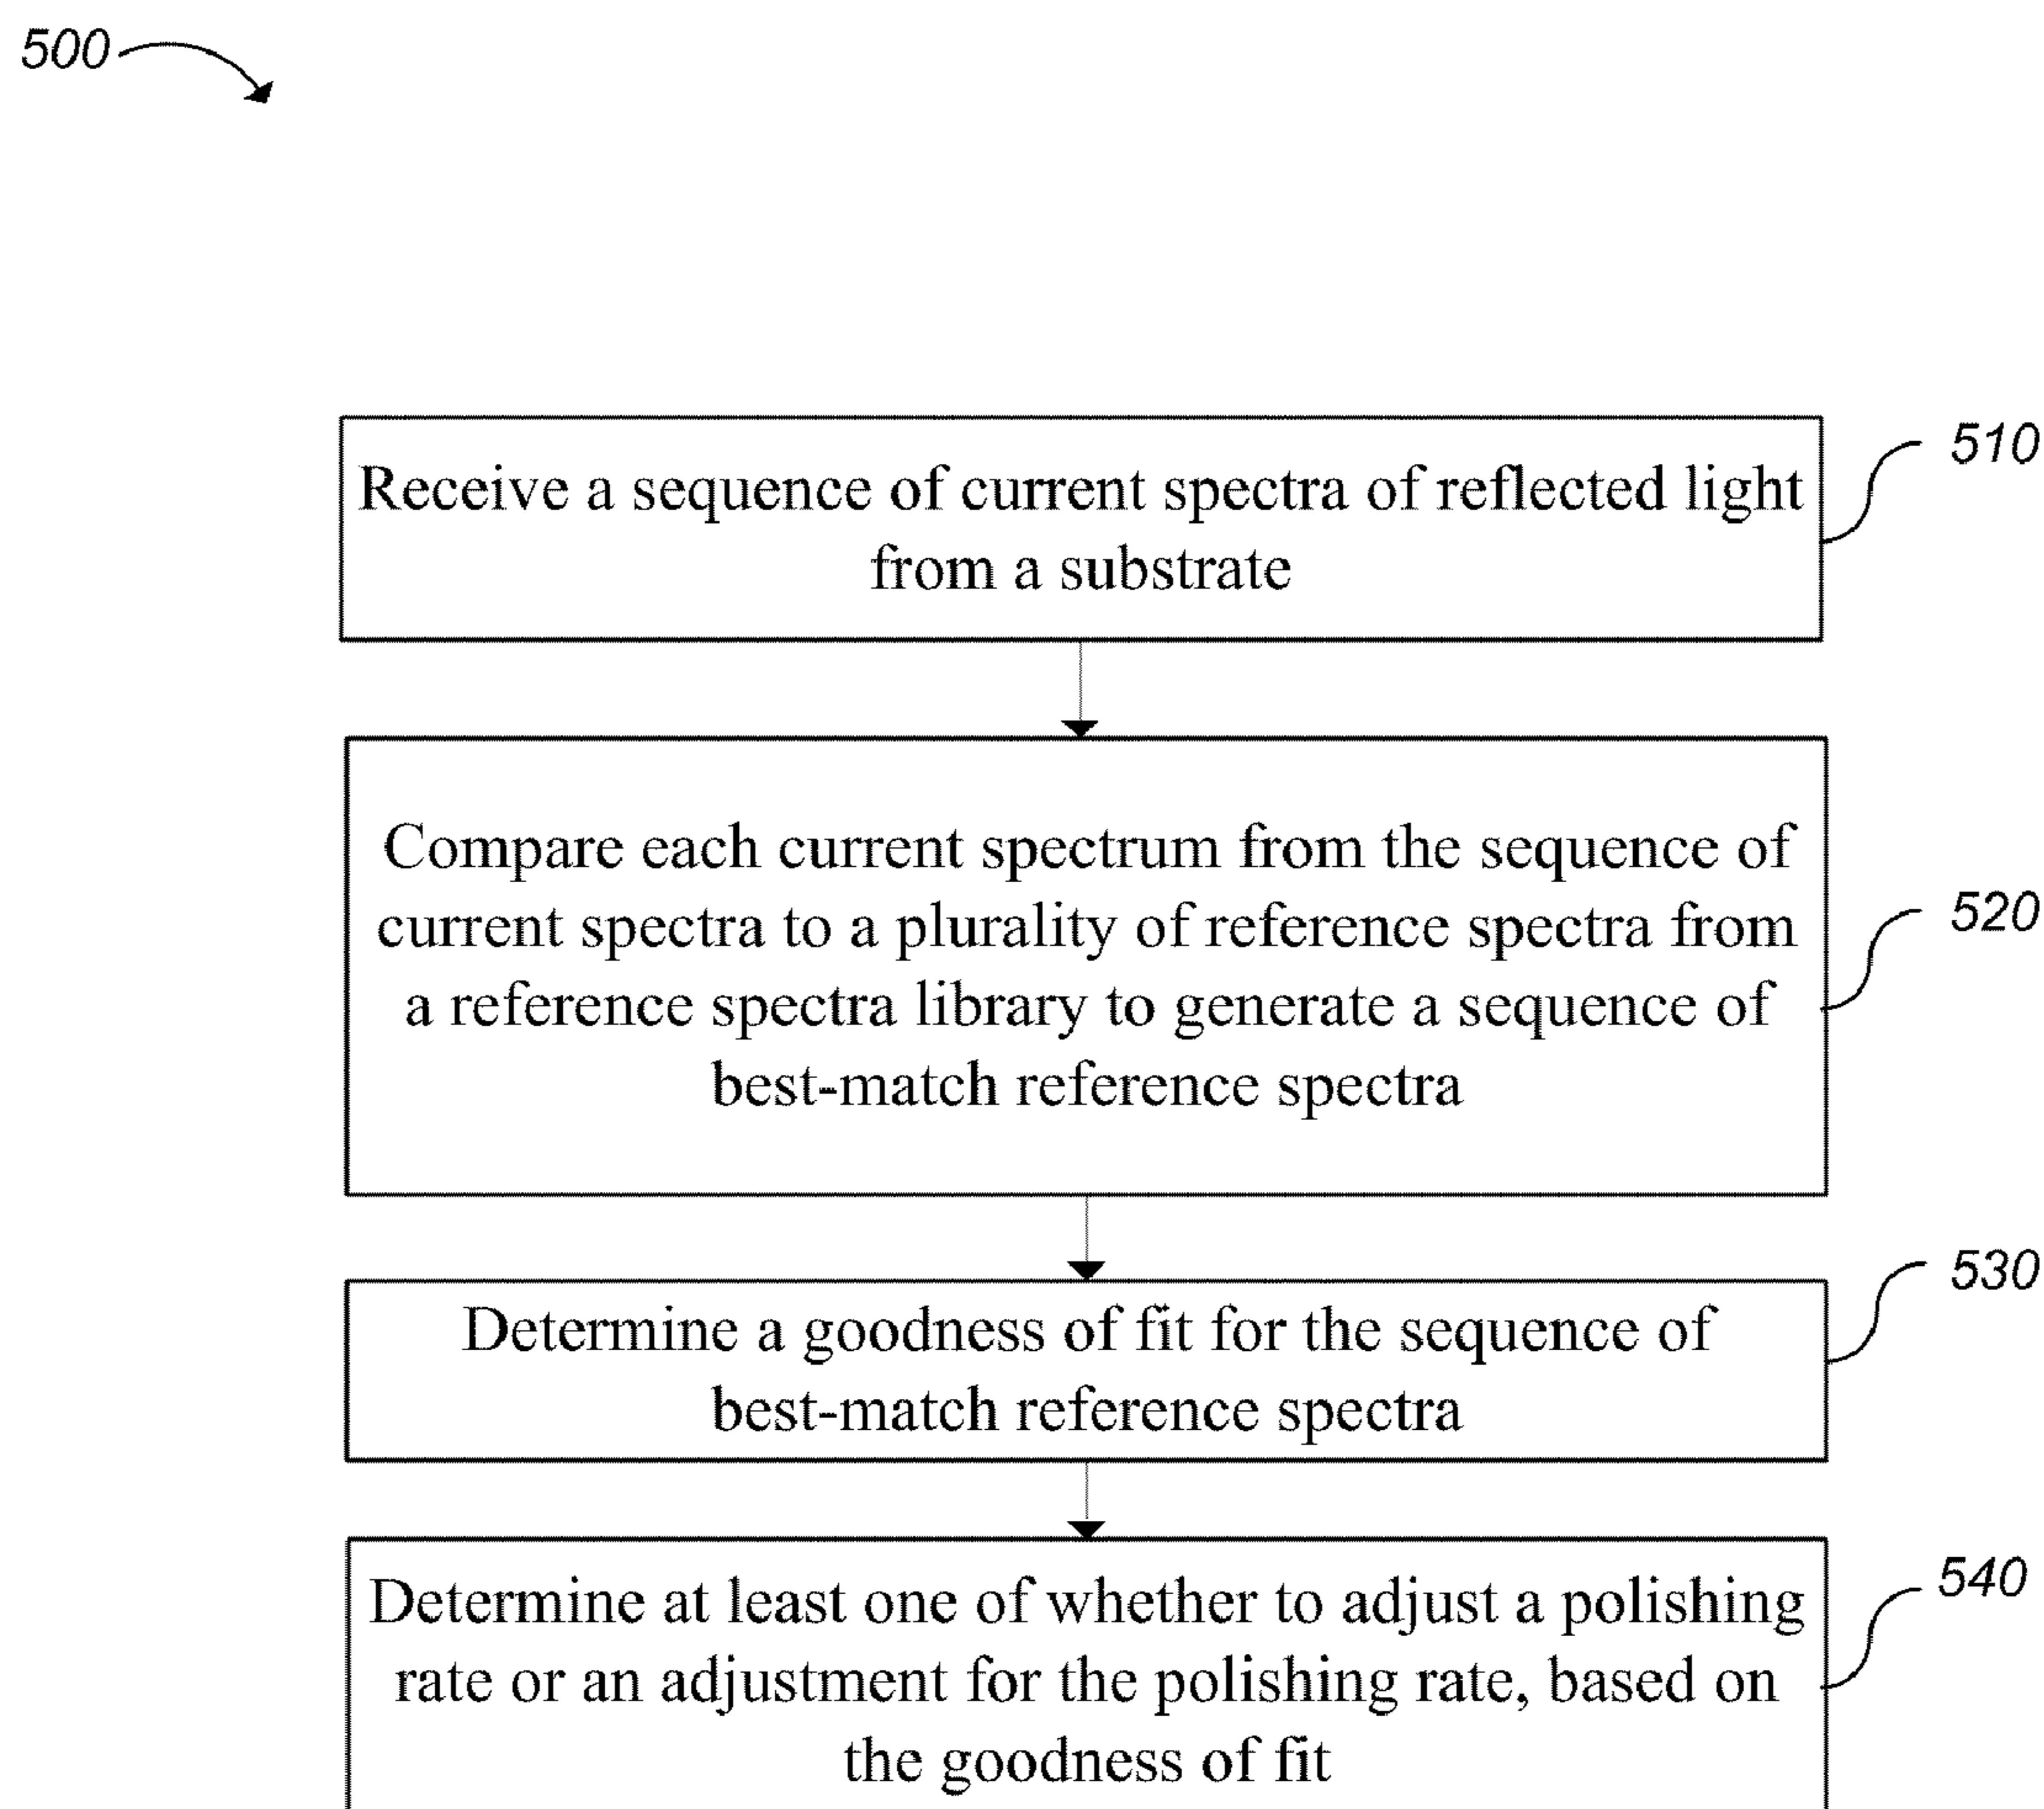 500
Receive a sequence of current spectra of reflected light
from a substrate
510
Compare each current spectrum from the sequence of
current spectra to a plurality of reference spectra from
a reference spectra library to generate a sequence of
best-match reference spectra
520
Determine a goodness of fit for the sequence of
best-match reference spectra
530
Determine at least one of whether to adjust a polishing
rate or an adjustment for the polishing rate, based on
the goodness of fit
540